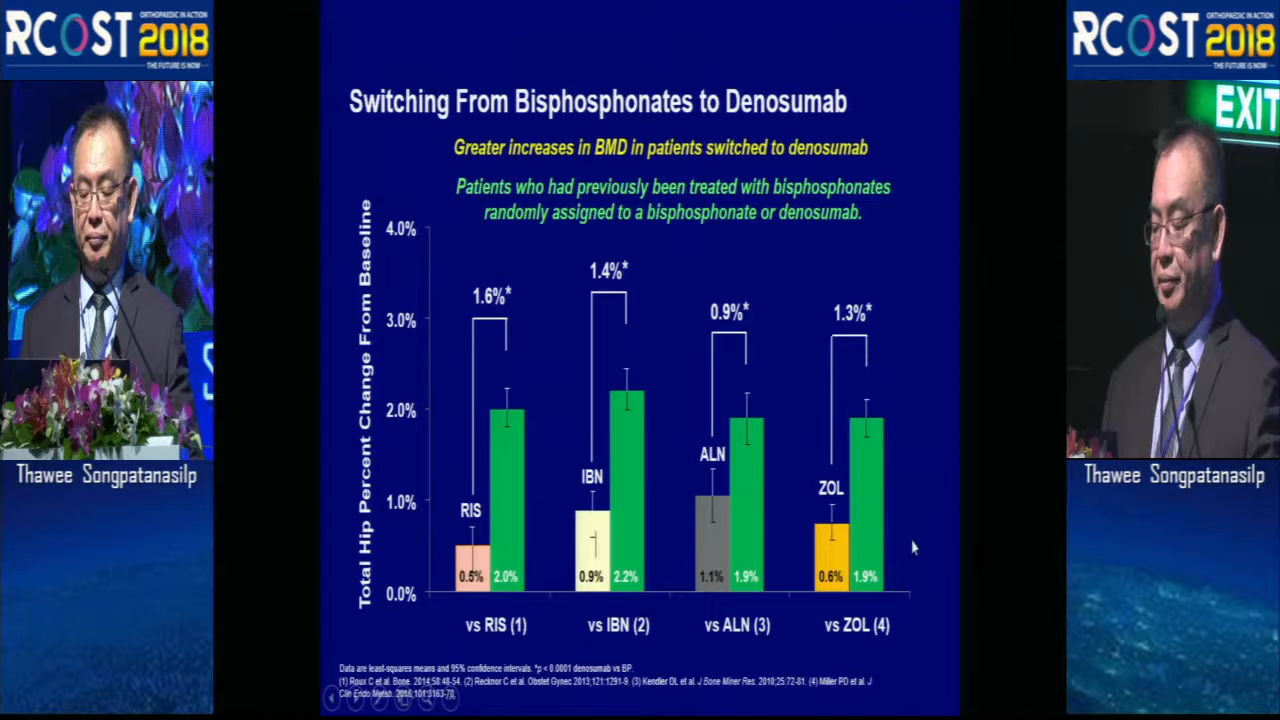 ORTHOPAEDIC IN ACTION
RCOST 2018
THE FUTURE IS NOW
Thawee Songpatanasilp
Switching From Bisphosphonates to Denosumab
Greater increases in BMD in patients switched to denosumab
Patients who had previously been treated with bisphosphonates
randomly assigned to a bisphosphonate or denosumab.
Total Hip Percent Change From Baseline
4.0%
3.0%
2.0%
1.0%
0.0%
1.6%*
1.4%*
0.9%*
1.3%*
RIS
IBN
ALN
ZOL
0.5% 2.0%
0.9% 2.2%
1.1% 1.9%
0.6% 1.9%
vs RIS (1)
vs IBN (2)
vs ALN (3)
vs ZOL (4)
Data are least-squares means and 95% confidence intervals. *p < 0.0001 denosumab vs BP.
(1) Roux C et al. Bone. 2014;58:48-54. (2) Recknor C et al. Obstet Gynec 2013;121:1291-9. (3) Kendler DL et al. J Bone Miner Res. 2010;25:72-81. (4) Miller PD et al. J
Clin Endo Metab. 2016;101:3163-70.
ORTHOPAEDIC IN ACTION
RCOST 2018
THE FUTURE IS NOW
EXIT
Thawee Songpatanasilp